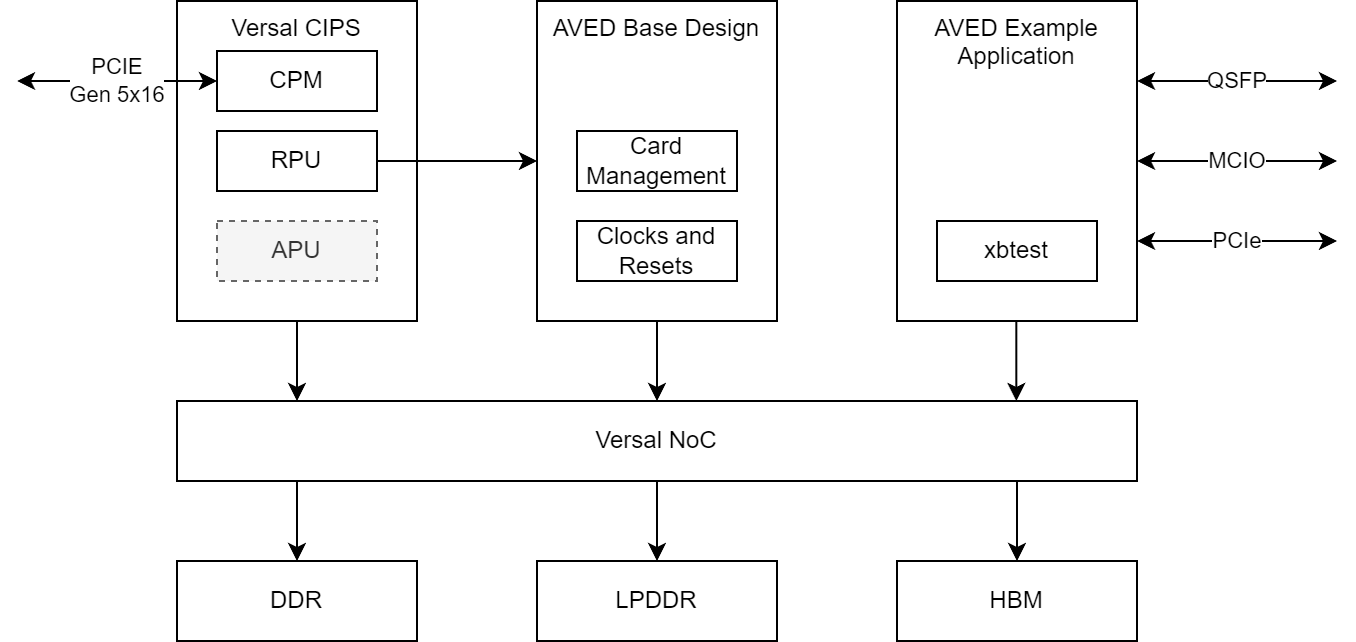 Versal CIPS
PCIE
Gen 5x16
CPM
RPU
APU
AVED Base Design
Card
Management
Clocks and
Resets
AVED Example
Application
xbtest
QSFP
MCIO
PCIe
Versal NoC
DDR
LPDDR
HBM